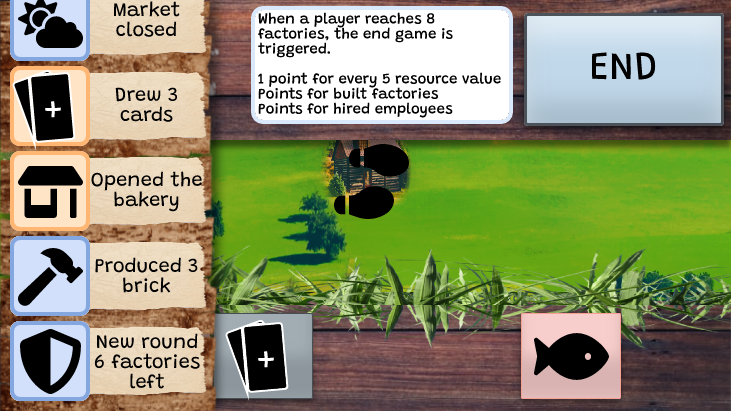 Market
closed
Drew 3
cards
Opened the
bakery
Produced 3
brick
New round
6 factories
left
When a player reaches 8
factories, the end game is
triggered.
1 point for every 5 resource value
Points for built factories
Points for hired employees
END